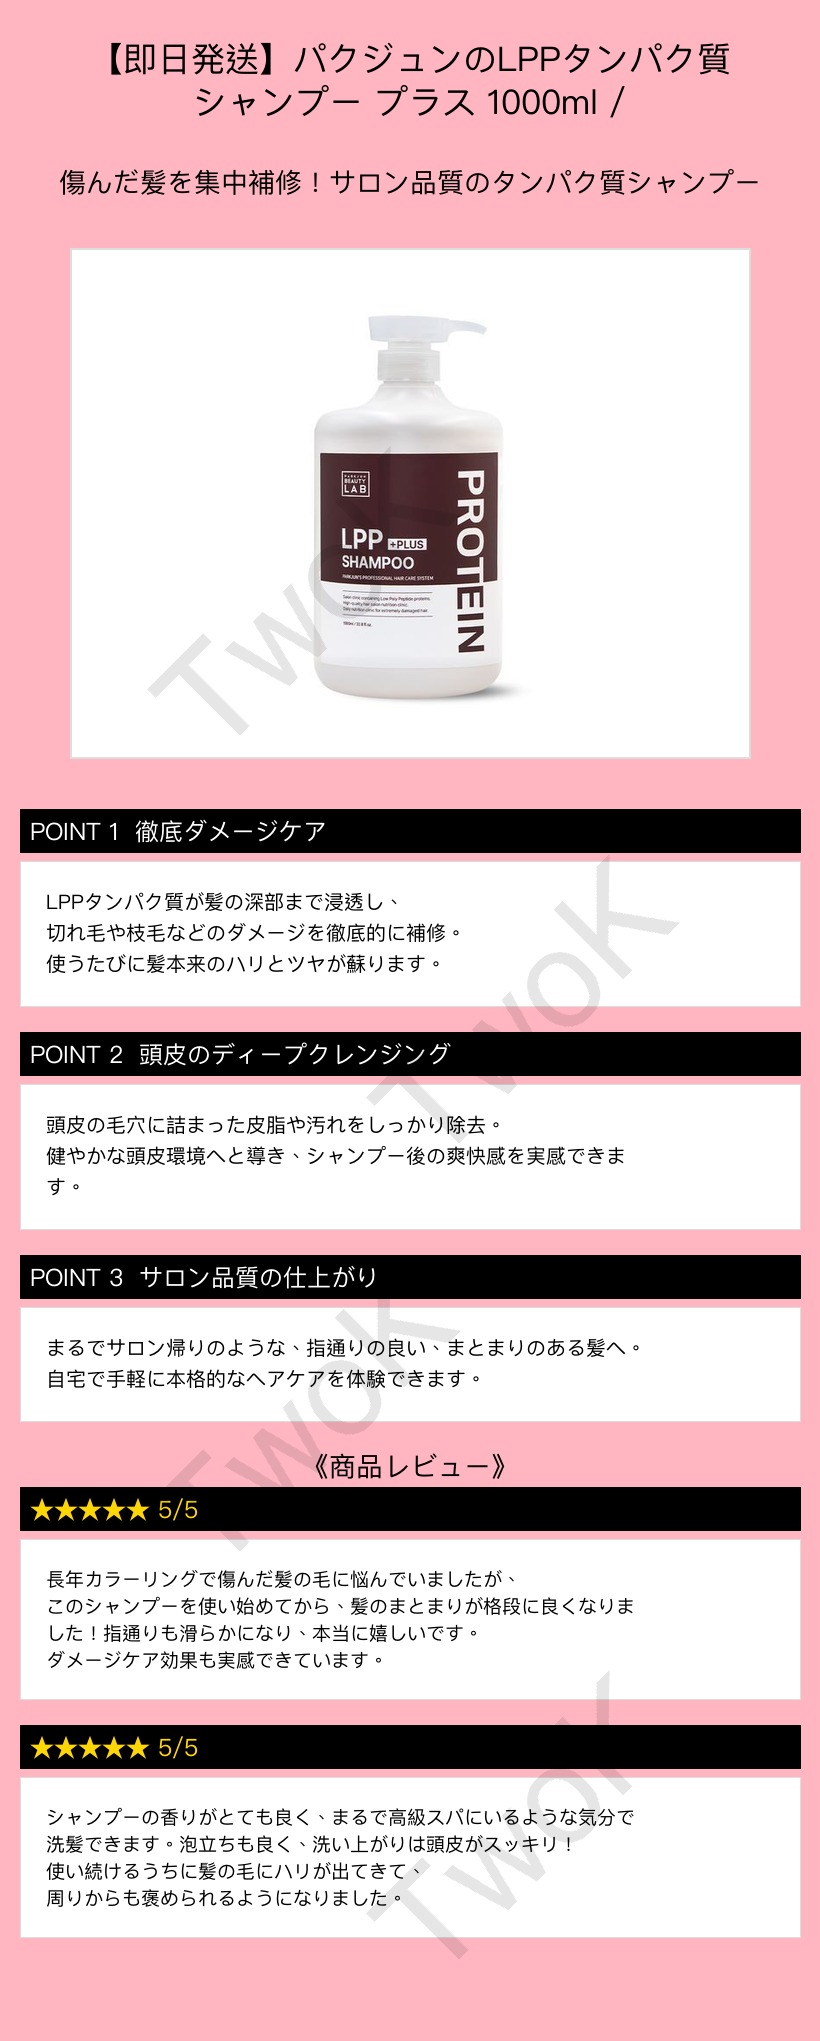 【即日発送】パクジュンのLPPタンパク質
シャンプー プラス 1000ml /
傷んだ髪を集中補修！サロン品質のタンパク質シャンプー
PARKJUN
BEAUTY
LAB
LPP +PLUS
SHAMPOO
PARKJUN'S PROFESSIONAL HAIR CARE SYSTEM
Salon clinic containing Low Poly Peptide proteins.
High-quality hair salon nutrition clinic.
Daily nutrition clinic for extremely damaged hair.
1000ml / 33.8 fl.oz.
PROTEIN
TwoK
POINT 1 徹底ダメージケア
LPPタンパク質が髪の深部まで浸透し、
切れ毛や枝毛などのダメージを徹底的に補修。
使うたびに髪本来のハリとツヤが蘇ります。
TwoK
POINT 2 頭皮のディープクレンジング
頭皮の毛穴に詰まった皮脂や汚れをしっかり除去。
健やかな頭皮環境へと導き、シャンプー後の爽快感を実感できま
す。
POINT 3 サロン品質の仕上がり
まるでサロン帰りのような、指通りの良い、まとまりのある髪へ。
自宅で手軽に本格的なヘアケアを体験できます。
TwoK
《商品レビュー》
★★★★★ 5/5
長年カラーリングで傷んだ髪の毛に悩んでいましたが、
このシャンプーを使い始めてから、髪のまとまりが格段に良くなりま
した！指通りも滑らかになり、本当に嬉しいです。
ダメージケア効果も実感できています。
★★★★★ 5/5
シャンプーの香りがとても良く、まるで高級スパにいるような気分で
洗髪できます。泡立ちも良く、洗い上がりは頭皮がスッキリ！
使い続けるうちに髪の毛にハリが出てきて、
周りからも褒められるようになりました。
TwoK